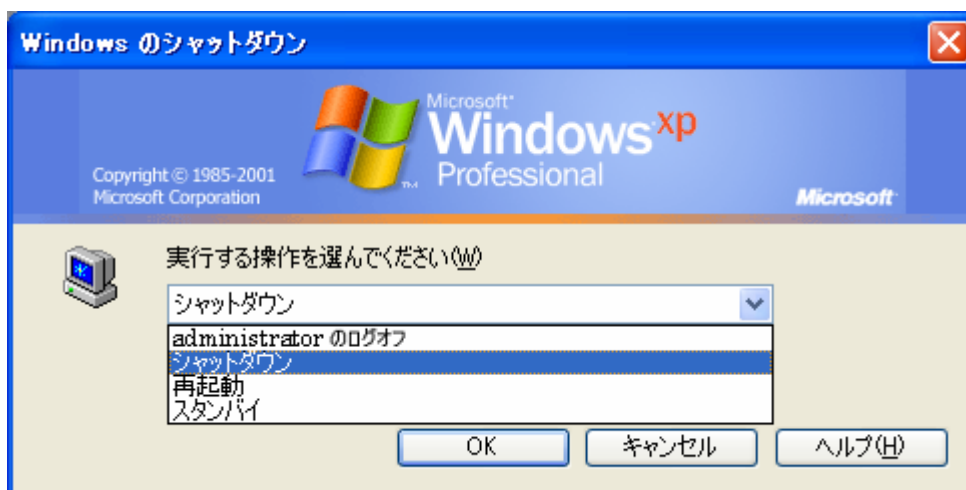 Windows のシャットダウン
Microsoft
Windows xp
Professional
TM
Copyright © 1985-2001
Microsoft Corporation
Microsoft
実行する操作を選んでください(W)
シャットダウン
administrator のログオフ
シャットダウン
再起動
スタンバイ
OK
キャンセル
ヘルプ(H)